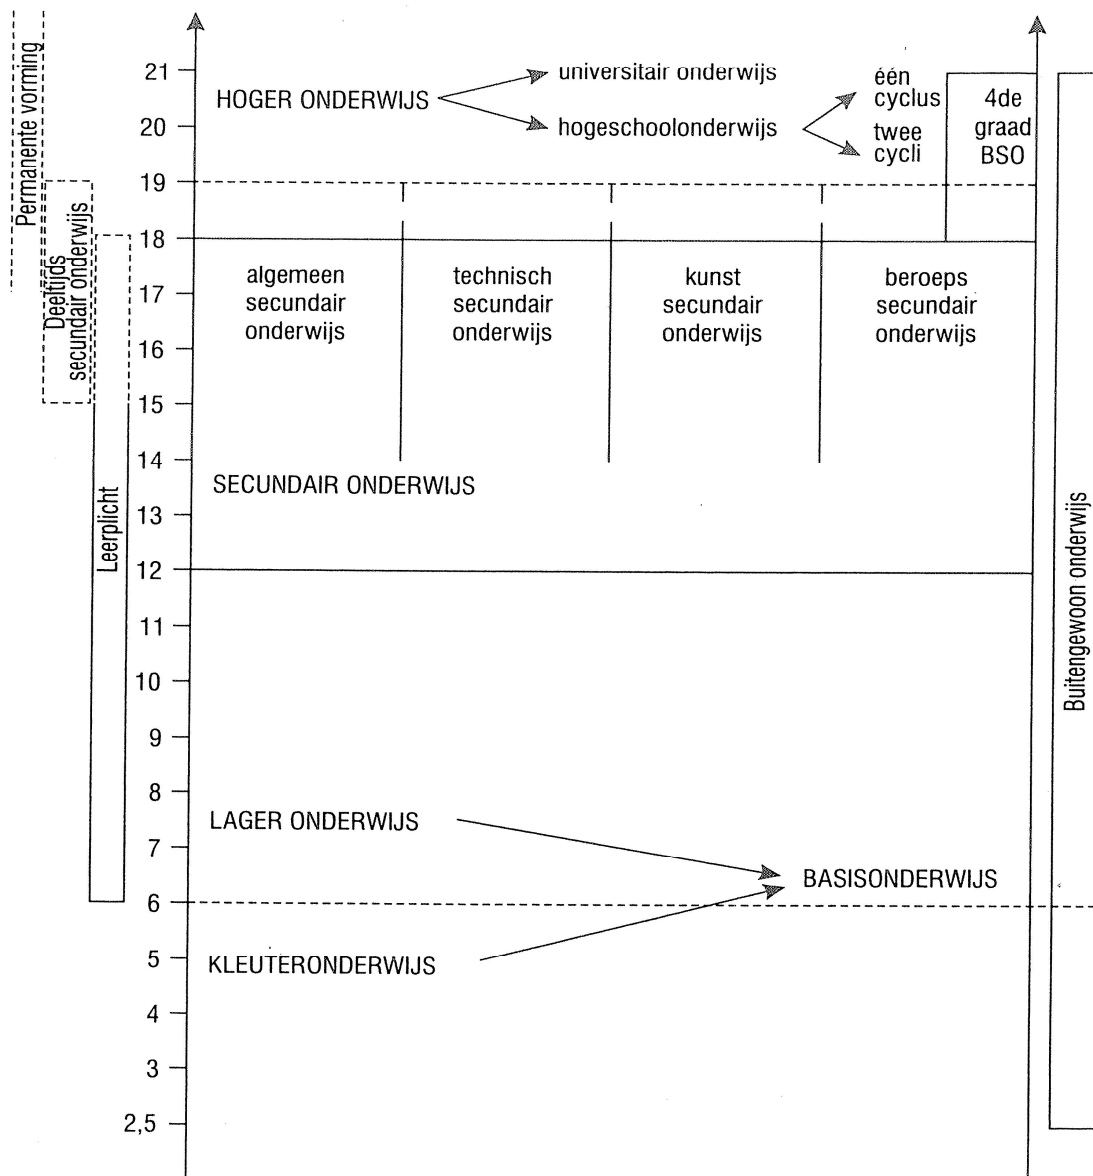 Permanente vorming
Deeltijds
secundair onderwijs
Leerplicht
21
20
19
18
17
16
15
14
13
12
11
10
9
8
7
6
5
4
3
2,5
HOGER ONDERWIJS
universitair onderwijs
hogeschoolonderwijs
één
cyclus
twee
cycli
4de
graad
BSO
algemeen
secundair
onderwijs
technisch
secundair
onderwijs
kunst
secundair
onderwijs
beroeps
secundair
onderwijs
SECUNDAIR ONDERWIJS
LAGER ONDERWIJS
BASISONDERWIJS
KLEUTERONDERWIJS
Buitengewoon onderwijs